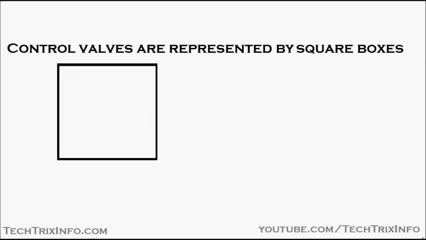 Control valves are represented by square boxes
TechTrixInfo.com
youtube.com/TechTrixInfo